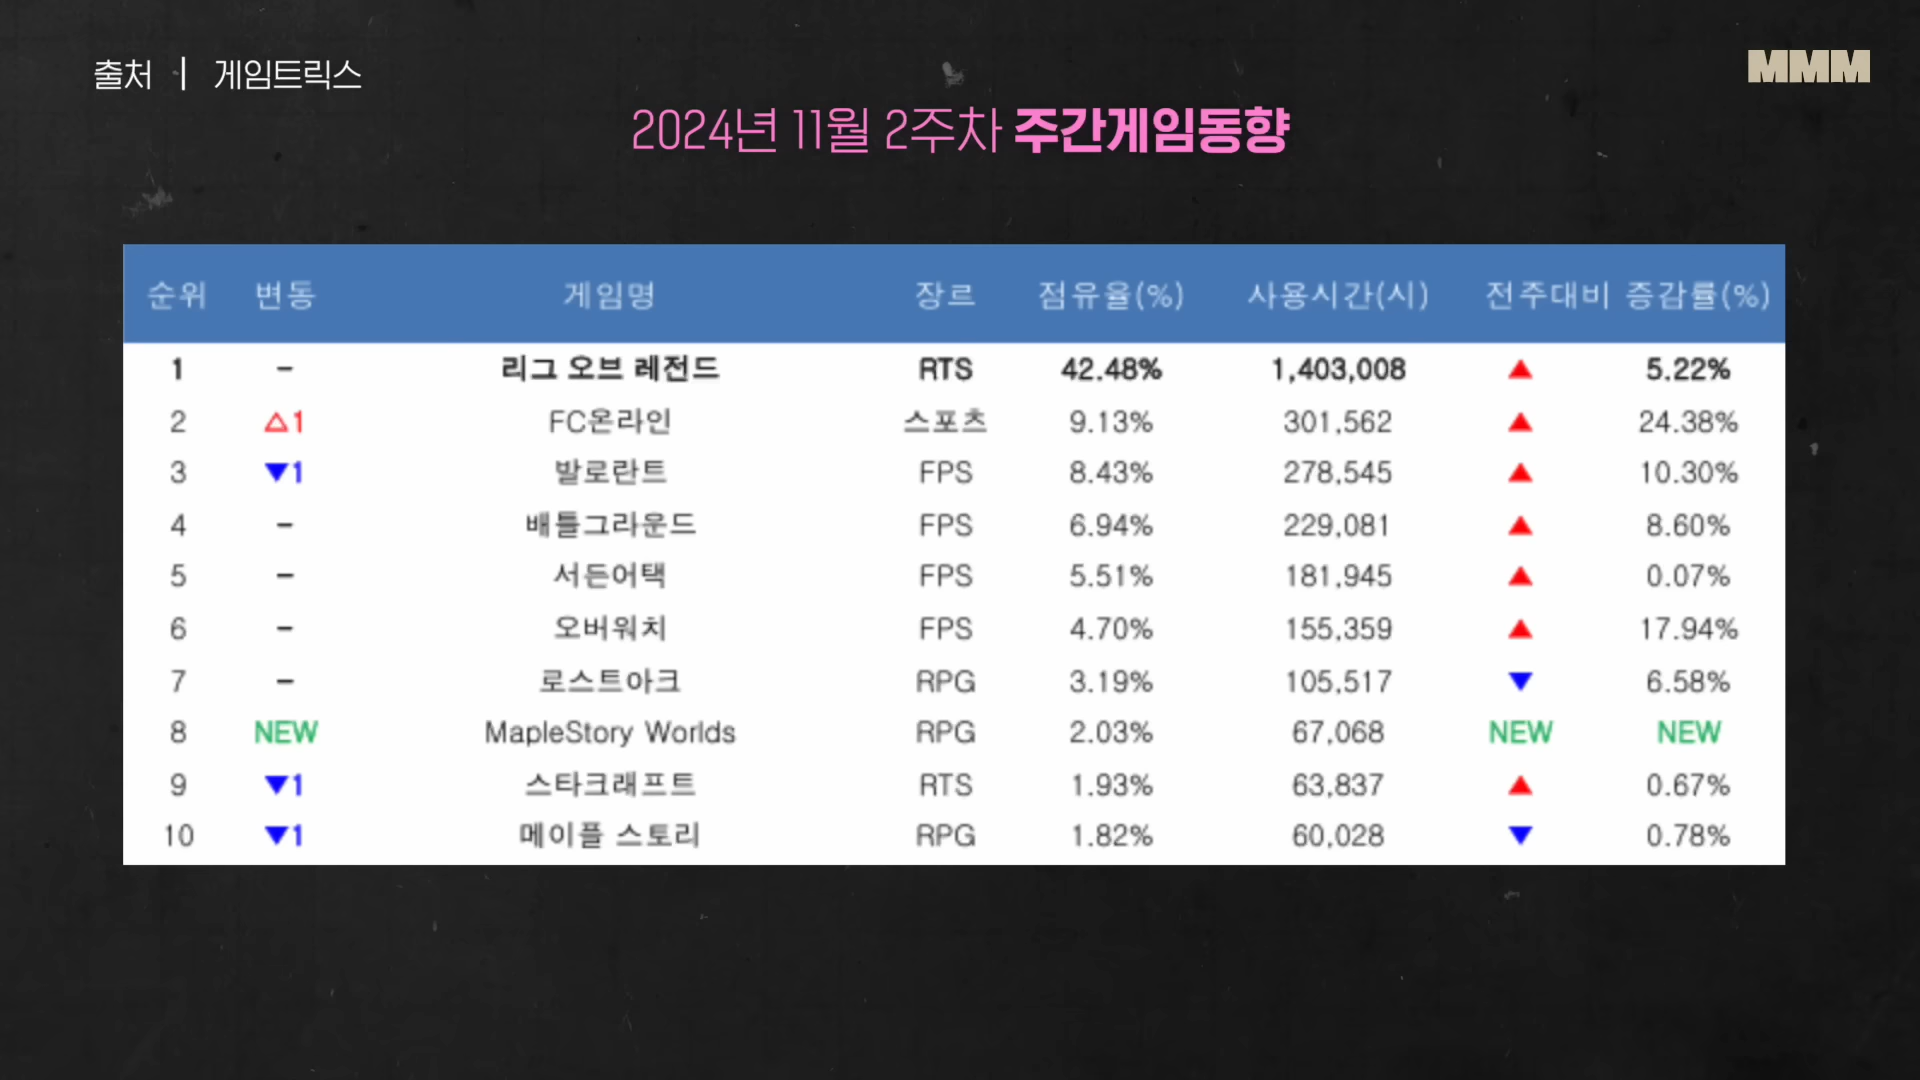 출처 | 게임트릭스
MMM
2024년 11월 2주차 주간게임동향
순위 변동 게임명 장르 점유율(%) 사용시간(시) 전주대비 증감률(%)
1 - 리그 오브 레전드 RTS 42.48% 1,403,008 ▲ 5.22%
2 △1 FC온라인 스포츠 9.13% 301,562 ▲ 24.38%
3 ▼1 발로란트 FPS 8.43% 278,545 ▲ 10.30%
4 - 배틀그라운드 FPS 6.94% 229,081 ▲ 8.60%
5 - 서든어택 FPS 5.51% 181,945 ▲ 0.07%
6 - 오버워치 FPS 4.70% 155,359 ▲ 17.94%
7 - 로스트아크 RPG 3.19% 105,517 ▼ 6.58%
8 NEW MapleStory Worlds RPG 2.03% 67,068 NEW NEW
9 ▼1 스타크래프트 RTS 1.93% 63,837 ▲ 0.67%
10 ▼1 메이플 스토리 RPG 1.82% 60,028 ▼ 0.78%